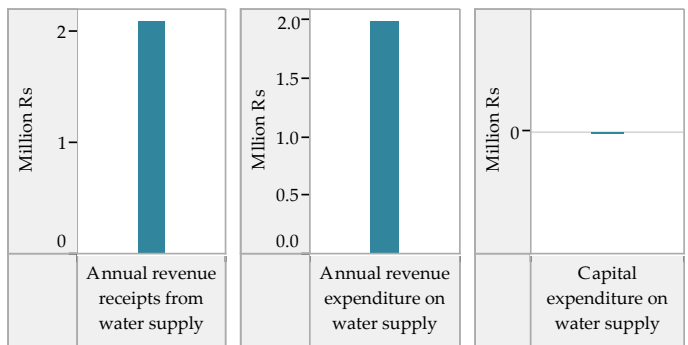 Million Rs
2
1
0
Annual revenue
receipts from
water supply
Mllion Rs
2.0
1.5
1.0
0.5
0.0
Annual revenue
expenditure on
water supply
Million Rs
0
Capital
expenditure on
water supply